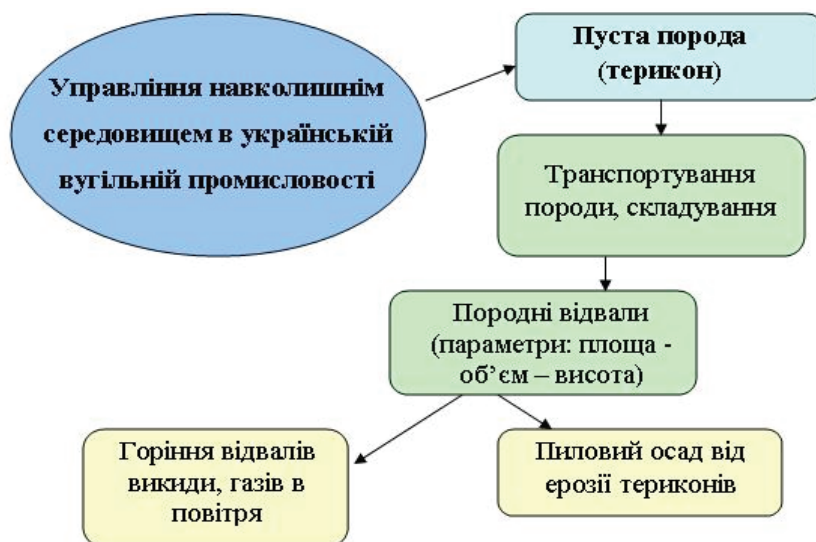 Управління навколишнім
середовищем в українській
вугільній промисловості
Пуста порода
(терикон)
Транспортування
породи, складування
Породні відвали
(параметри: площа -
об’єм – висота)
Горіння відвалів
викиди, газів в
повітря
Пиловий осад від
ерозії териконів